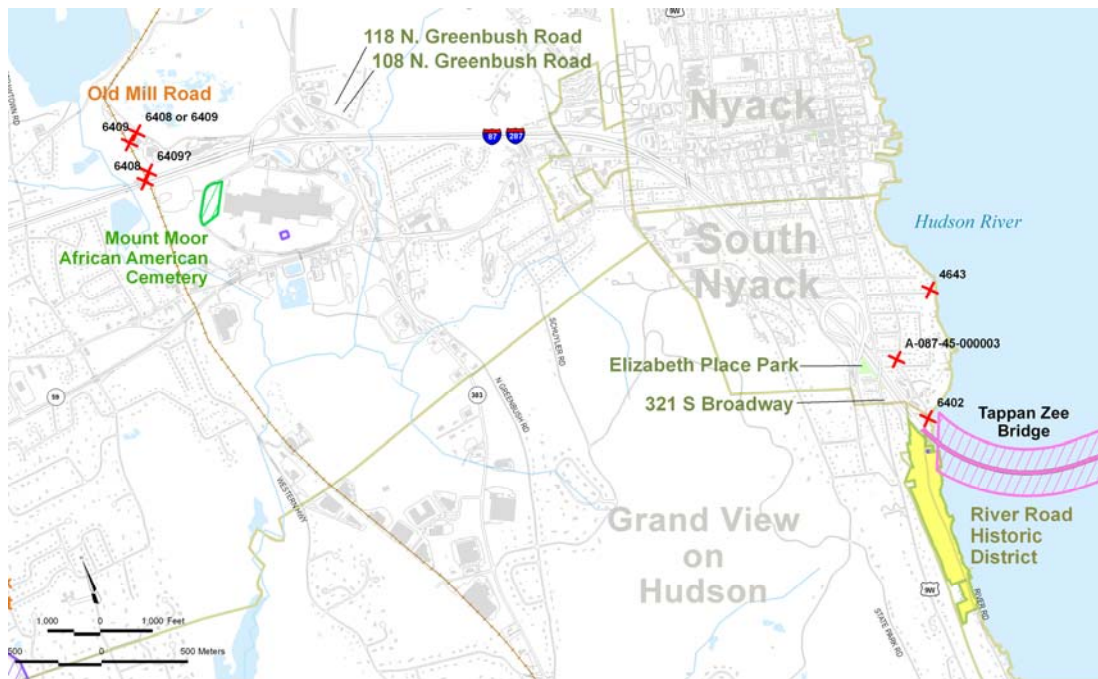 9W
118 N. Greenbush Road
108 N. Greenbush Road
Old Mill Road
6408 or 6409
6409
6409?
6408
87
287
Nyack
Hudson River
South
Nyack
Mount Moor
African American
Cemetery
4643
SCHUYLER RD
A-087-45-000003
Elizabeth Place Park
321 S Broadway
59
383
N GREENBUSH RD
6402
Tappan Zee
Bridge
WESTERN HWY
Grand View
on
Hudson
River Road
Historic
District
9W
RIVER RD
STATE PARK RD
1,000 0 1,000 Feet
0 500 Meters